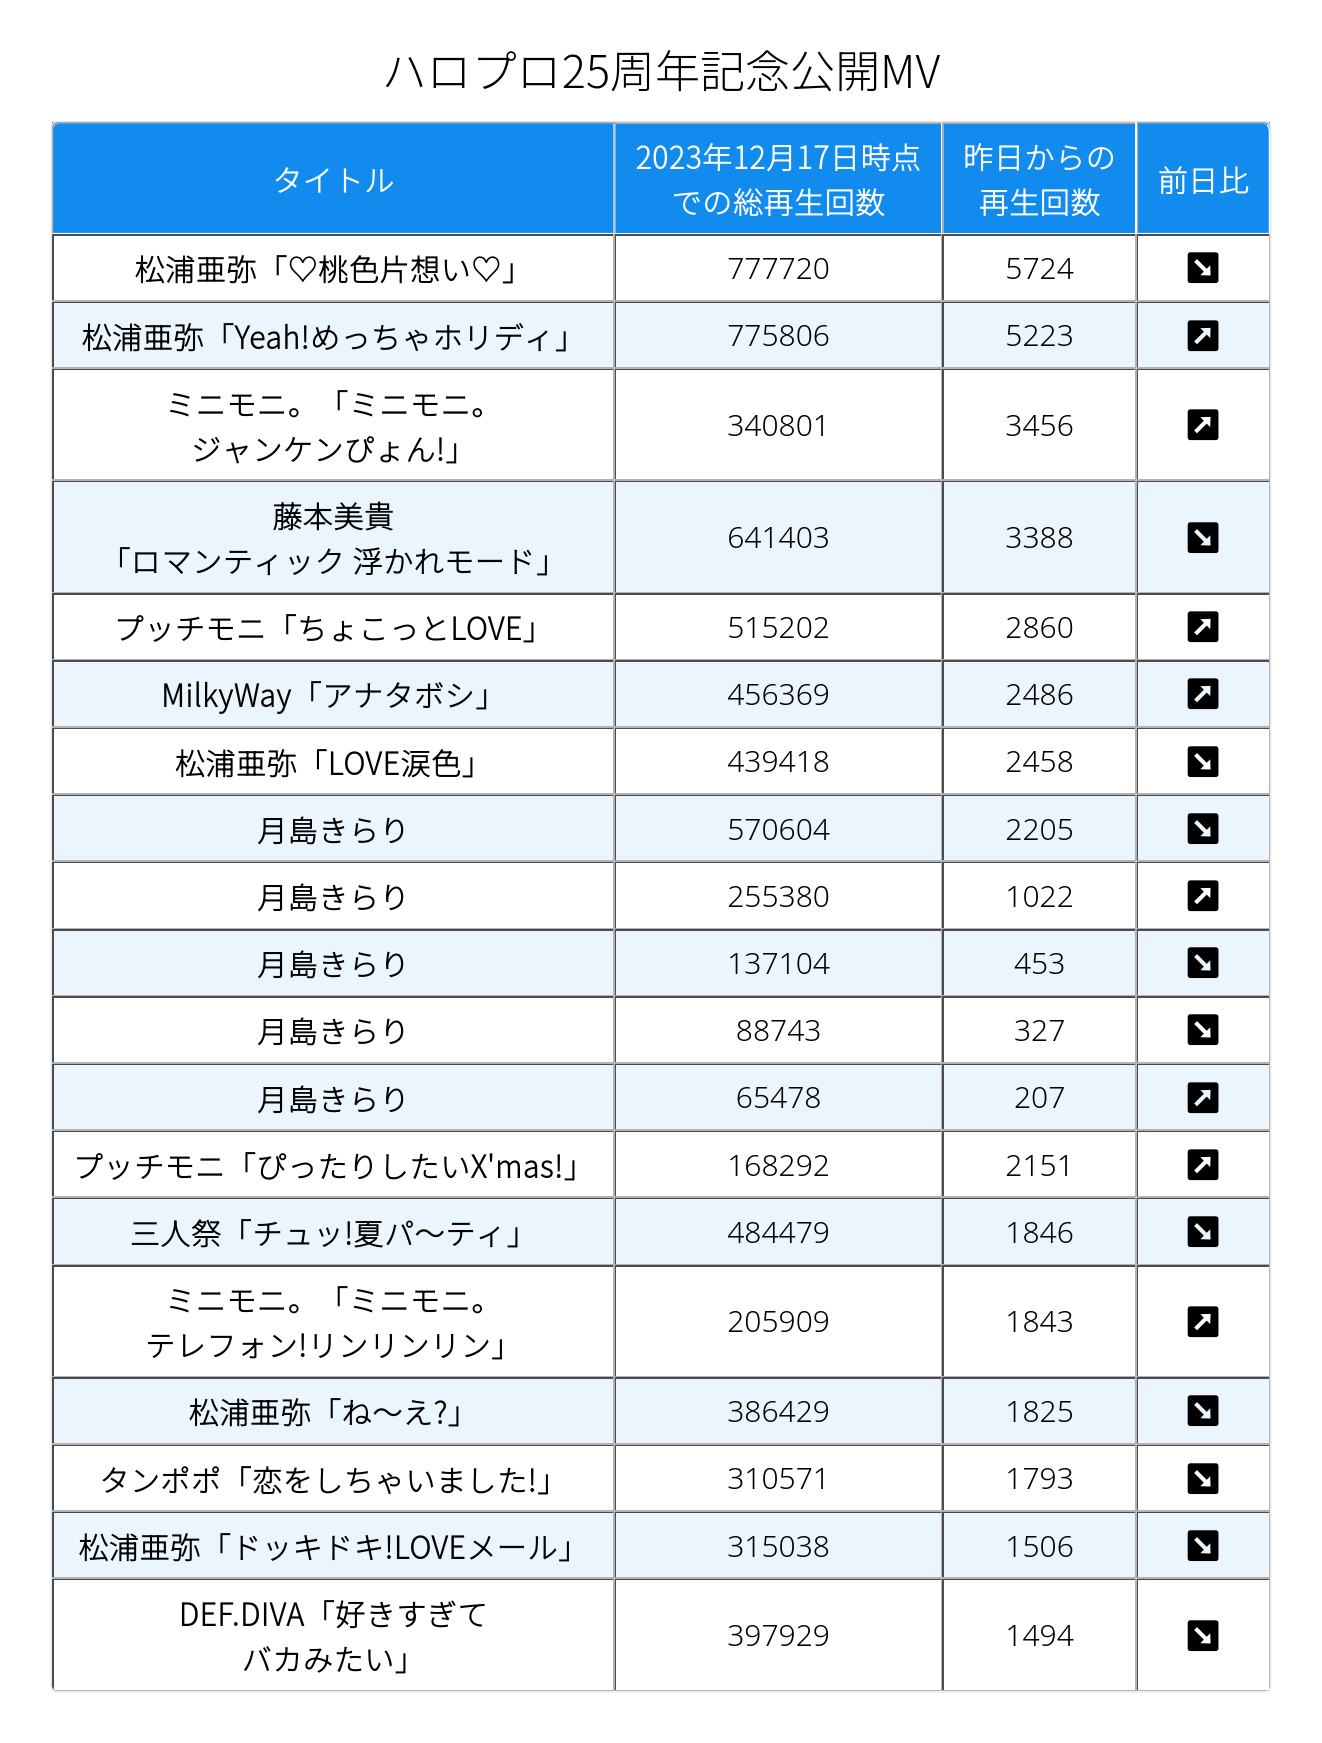 ハロプロ25周年記念公開MV
タイトル 2023年12月17日時点 昨日からの 前日比
での総再生回数 再生回数
松浦亜弥「♡桃色片想い♡」 777720 5724 ↘
松浦亜弥「Yeah!めっちゃホリディ」 775806 5223 ↗
ミニモニ。「ミニモニ。
ジャンケンぴょん!」 340801 3456 ↗
藤本美貴
「ロマンティック 浮かれモード」 641403 3388 ↘
プッチモニ「ちょこっとLOVE」 515202 2860 ↗
MilkyWay「アナタボシ」 456369 2486 ↗
松浦亜弥「LOVE涙色」 439418 2458 ↘
月島きらり 570604 2205 ↘
月島きらり 255380 1022 ↗
月島きらり 137104 453 ↘
月島きらり 88743 327 ↘
月島きらり 65478 207 ↗
プッチモニ「ぴったりしたいX'mas!」 168292 2151 ↗
三人祭「チュッ!夏パ〜ティ」 484479 1846 ↘
ミニモニ。「ミニモニ。
テレフォン!リンリンリン」 205909 1843 ↗
松浦亜弥「ね〜え?」 386429 1825 ↘
タンポポ「恋をしちゃいました!」 310571 1793 ↘
松浦亜弥「ドッキドキ!LOVEメール」 315038 1506 ↘
DEF.DIVA「好きすぎて
バカみたい」 397929 1494 ↘